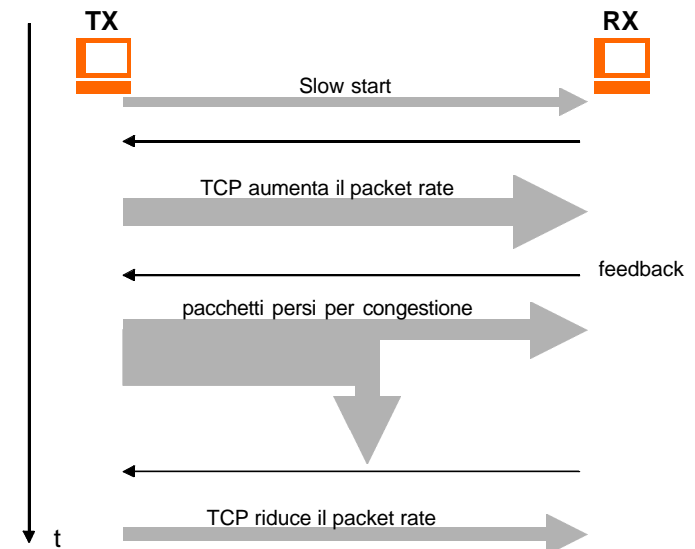 TX
RX
Slow start
TCP aumenta il packet rate
feedback
pacchetti persi per congestione
TCP riduce il packet rate
t